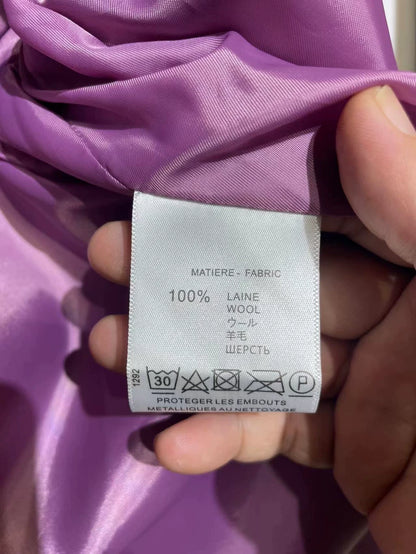 MATIERE - FABRIC
100% LAINE
WOOL
ウール
羊毛
ШЕРСТЬ
1292
30 P
PROTEGER LES EMBOUTS
METALLIQUES AU NETTOYAGE